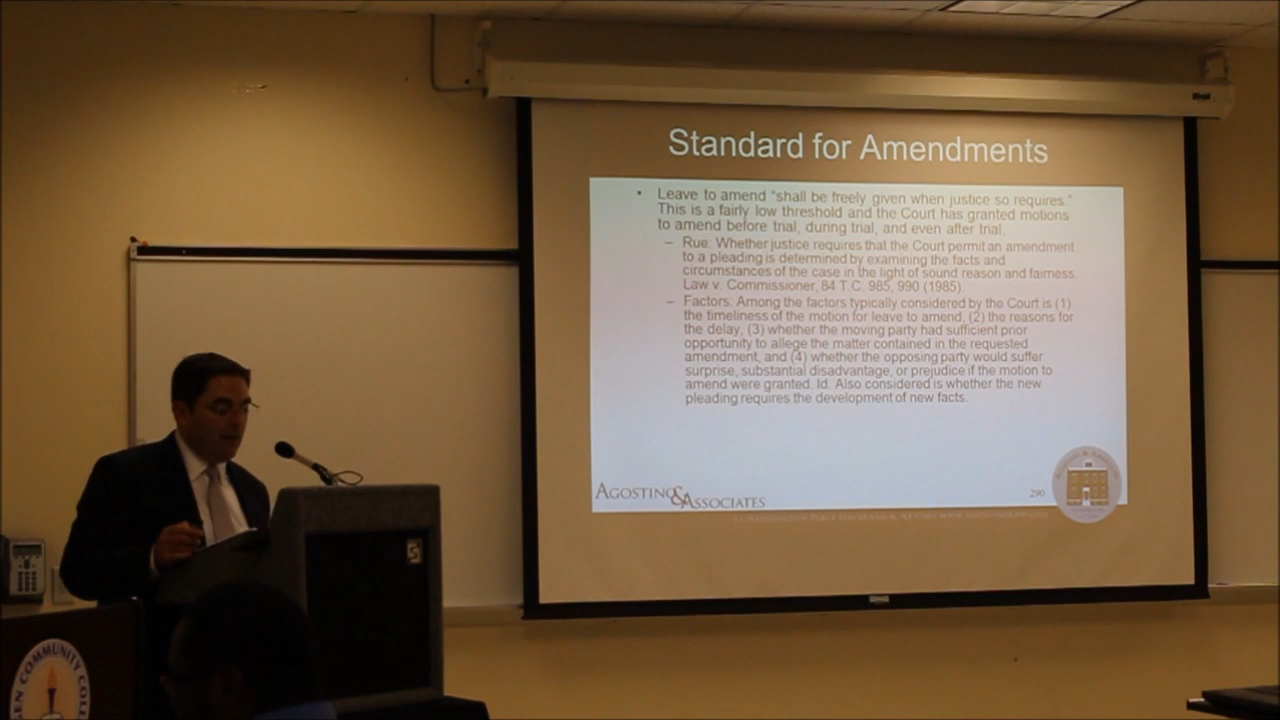 Standard for Amendments
• Leave to amend "shall be freely given when justice so requires."
This is a fairly low threshold and the Court has granted motions
to amend before trial, during trial, and even after trial.
– Rue: Whether justice requires that the Court permit an amendment
to a pleading is determined by examining the facts and
circumstances of the case in the light of sound reason and fairness.
Law v. Commissioner, 84 T.C. 985, 990 (1985).
– Factors: Among the factors typically considered by the Court is (1)
the timeliness of the motion for leave to amend, (2) the reasons for
the delay, (3) whether the moving party had sufficient prior
opportunity to allege the matter contained in the requested
amendment, and (4) whether the opposing party would suffer
surprise, substantial disadvantage, or prejudice if the motion to
amend were granted. Id. Also considered is whether the new
pleading requires the development of new facts.
AGOSTINO & ASSOCIATES
290
EN COMMUNITY COL